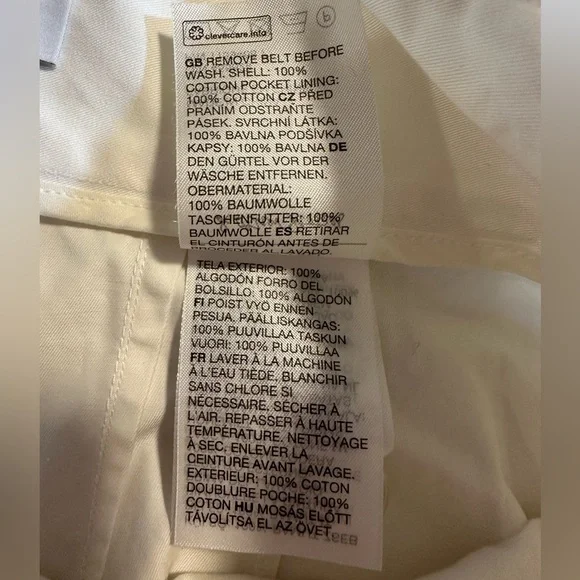 clevercare.info
GB REMOVE BELT BEFORE
WASH. SHELL: 100%
COTTON POCKET LINING:
100% COTTON CZ PŘED
PRANÍM ODSTRAŇTE
PÁSEK. SVRCHNÍ LÁTKA:
100% BAVLNA PODŠÍVKA
KAPSY: 100% BAVLNA DE
DEN GÜRTEL VOR DER
WÄSCHE ENTFERNEN.
OBERMATERIAL:
100% BAUMWOLLE
TASCHENFUTTER: 100%
BAUMWOLLE ES RETIRAR
EL CINTURÓN ANTES DE
PROCEDER AL LAVADO.
TELA EXTERIOR: 100%
ALGODÓN FORRO DEL
BOLSILLO: 100% ALGODÓN
FI POIST VYÖ ENNEN
PESUA. PÄÄLLISKANGAS:
100% PUUVILLAA TASKUN
VUORI: 100% PUUVILLAA
FR LAVER À LA MACHINE
À L'EAU TIÈDE. BLANCHIR
SANS CHLORE SI
NÉCESSAIRE. SÉCHER À
L'AIR. REPASSER À HAUTE
TEMPÉRATURE. NETTOYAGE
À SEC. ENLEVER LA
CEINTURE AVANT LAVAGE.
EXTERIEUR: 100% COTON
DOUBLURE POCHE: 100%
COTON HU MOSÁS ELŐTT
TÁVOLÍTSA EL AZ ÖVET.